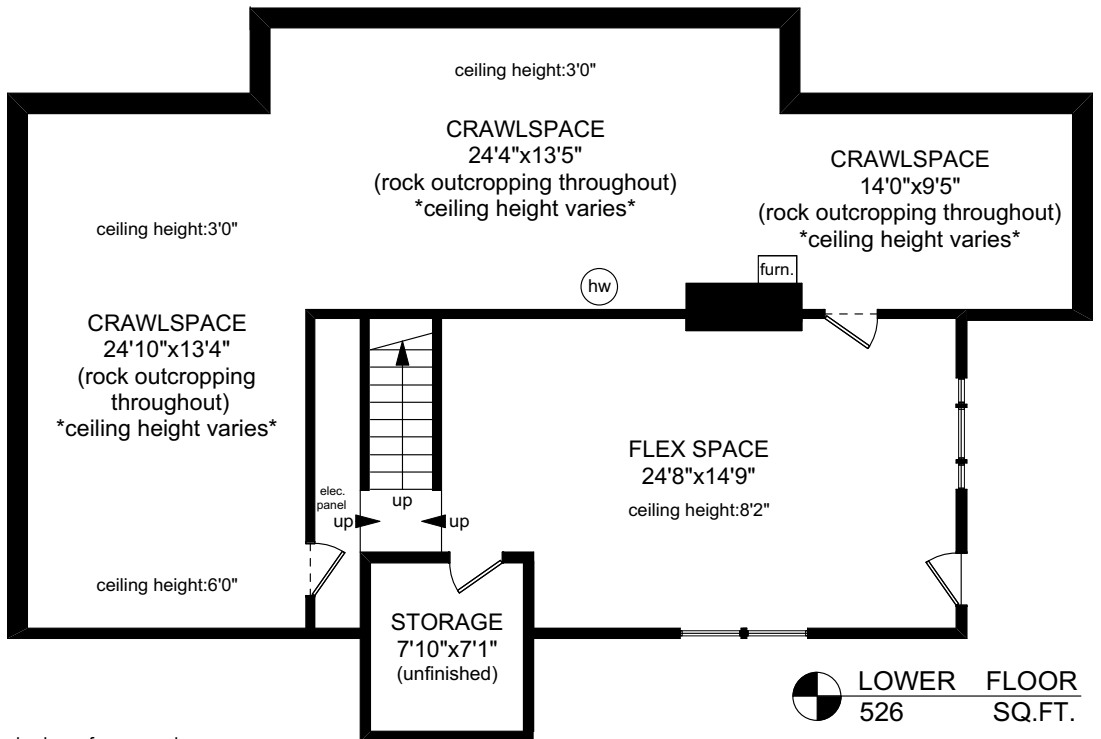 ceiling height:3'0"
CRAWLSPACE
24'4"x13'5"
(rock outcropping throughout)
*ceiling height varies*
CRAWLSPACE
14'0"x9'5"
(rock outcropping throughout)
*ceiling height varies*
ceiling height:3'0"
furn.
hw
CRAWLSPACE
24'10"x13'4"
(rock outcropping
throughout)
*ceiling height varies*
FLEX SPACE
24'8"x14'9"
ceiling height:8'2"
elec.
panel
up
up
up
ceiling height:6'0"
STORAGE
7'10"x7'1"
(unfinished)
LOWER FLOOR
526 SQ.FT.